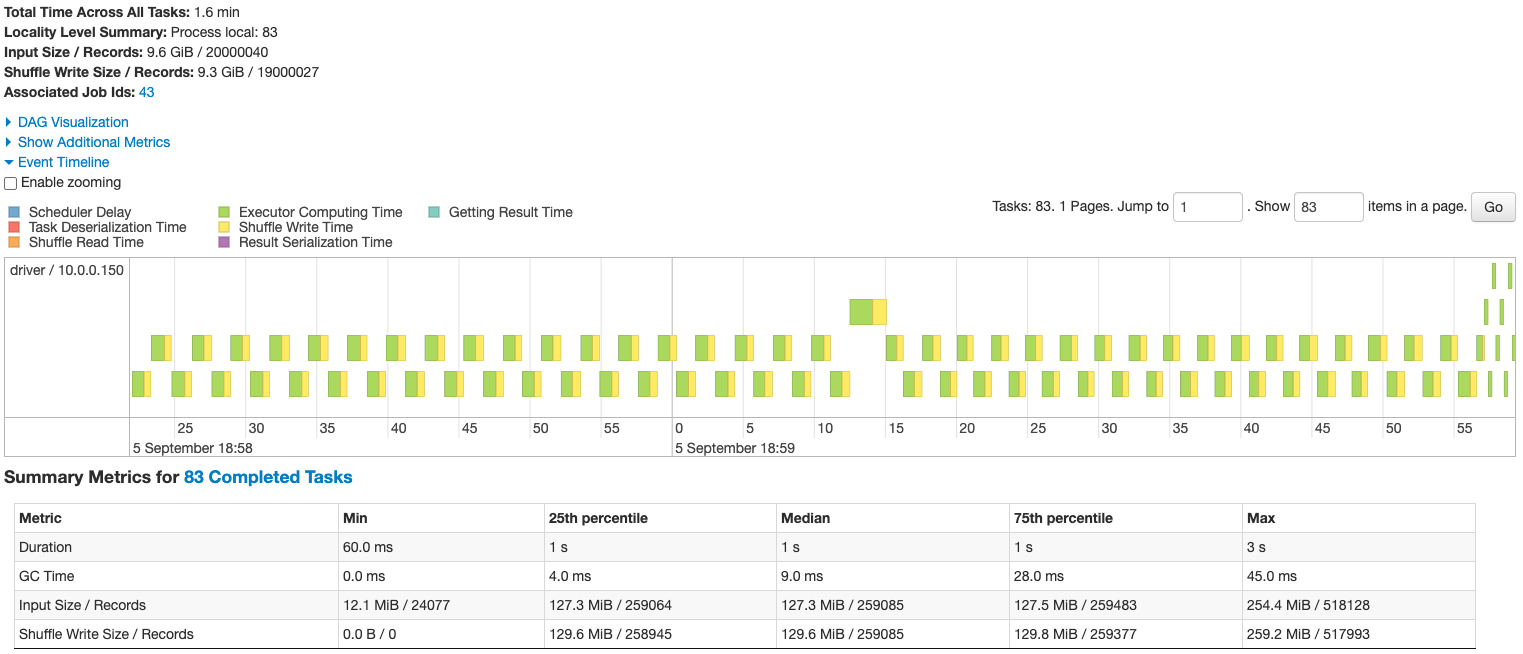 Total Time Across All Tasks: 1.6 min
Locality Level Summary: Process local: 83
Input Size / Records: 9.6 GiB / 20000040
Shuffle Write Size / Records: 9.3 GiB / 19000027
Associated Job Ids: 43
DAG Visualization
Show Additional Metrics
Event Timeline
Enable zooming
Scheduler Delay Executor Computing Time Getting Result Time
Task Deserialization Time Shuffle Write Time
Shuffle Read Time Result Serialization Time
Tasks: 83. 1 Pages. Jump to 1 . Show 83 items in a page. Go
driver / 10.0.0.150
25 30 35 40 45 50 55 0 5 10 15 20 25 30 35 40 45 50 55
5 September 18:58 5 September 18:59
Summary Metrics for 83 Completed Tasks
Metric Min 25th percentile Median 75th percentile Max
Duration 60.0 ms 1 s 1 s 1 s 3 s
GC Time 0.0 ms 4.0 ms 9.0 ms 28.0 ms 45.0 ms
Input Size / Records 12.1 MiB / 24077 127.3 MiB / 259064 127.3 MiB / 259085 127.5 MiB / 259483 254.4 MiB / 518128
Shuffle Write Size / Records 0.0 B / 0 129.6 MiB / 258945 129.6 MiB / 259085 129.8 MiB / 259377 259.2 MiB / 517993